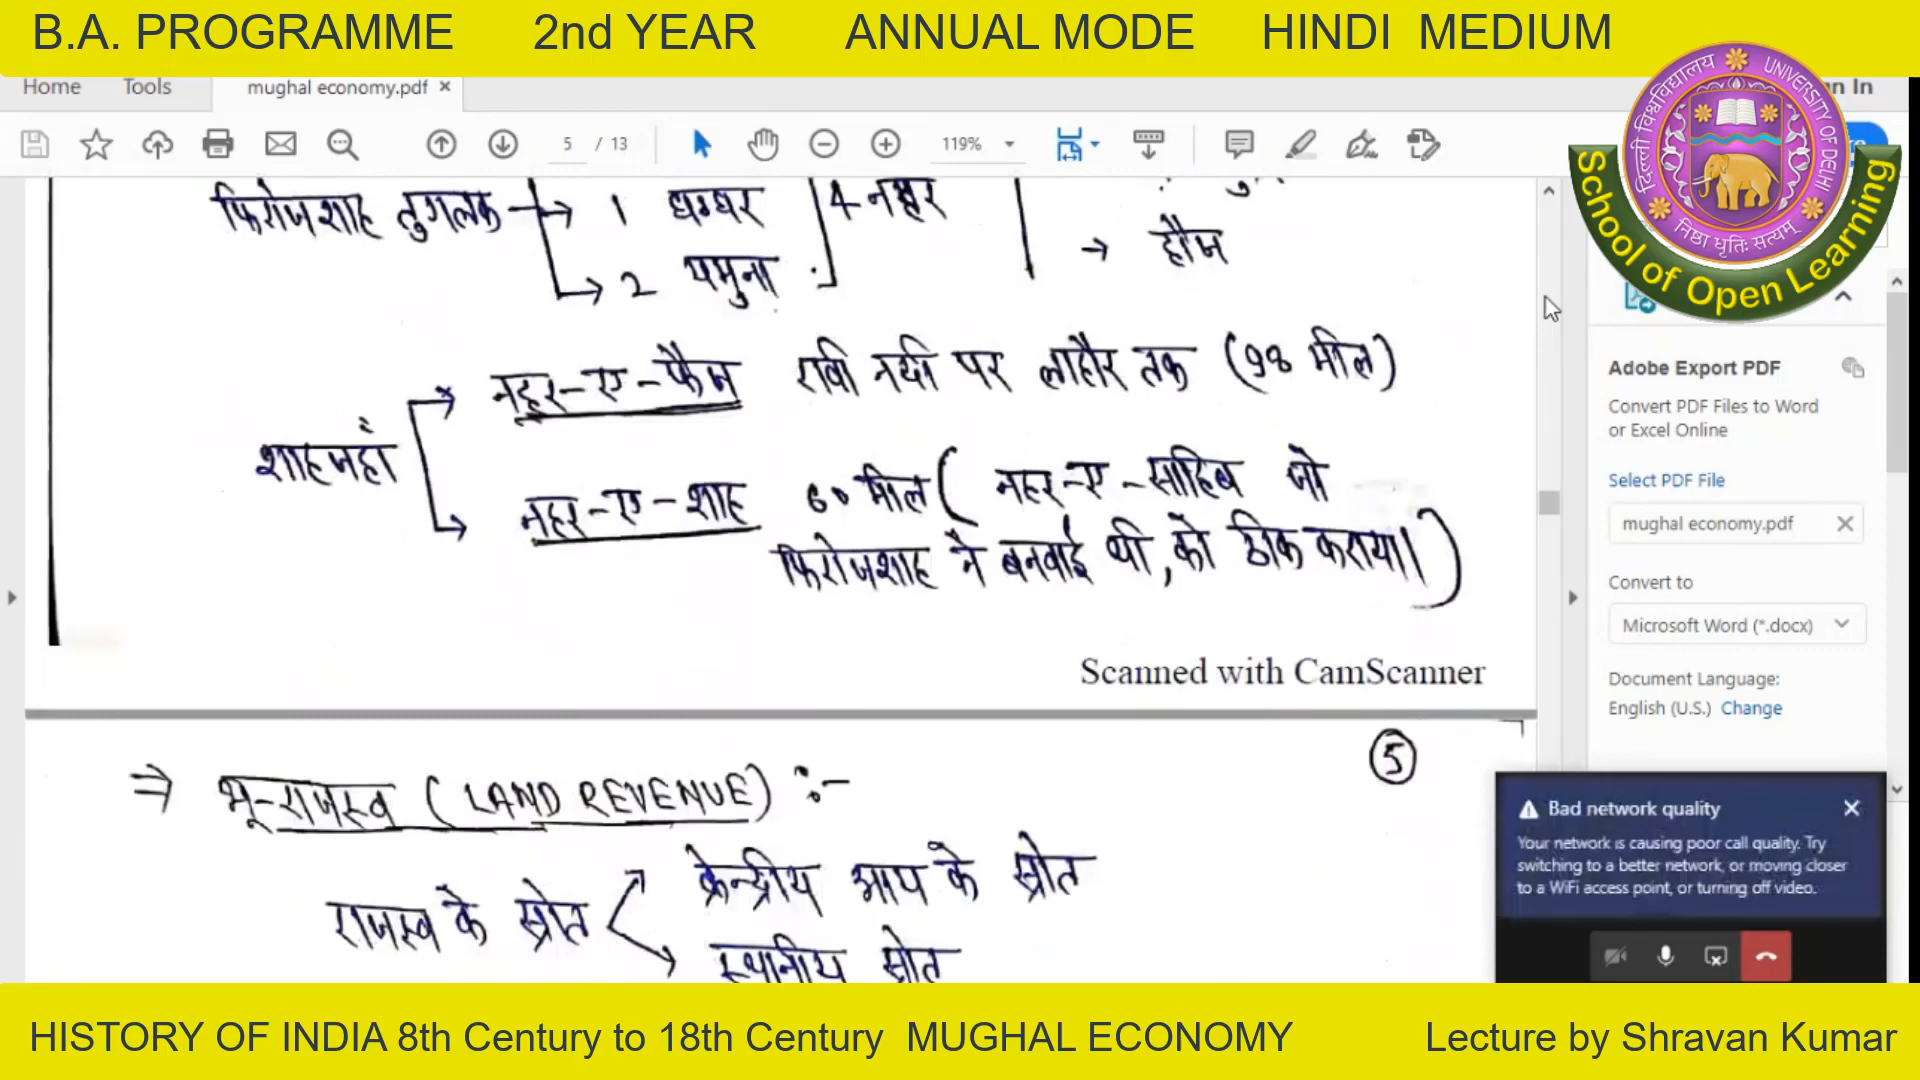 B.A. PROGRAMME 2nd YEAR ANNUAL MODE HINDI MEDIUM
Home Tools mughal economy.pdf × n In
5 / 13 119%
दिल्ली विश्वविद्यालय UNIVERSITY OF DELHI
निष्ठा धृतिः सत्यम्
School of Open Learning
फिरोजशाह तुगलक → 1 घग्घर 4-नहर
→ 2 यमुना
→ हौज
शाहजहाँ
नहर-ए-फैज रावी नदी पर लाहौर तक (98 मील)
नहर-ए-शाह 60 मील ( नहर-ए-साहिब जो
फिरोजशाह ने बनवाई थी, को ठीक कराया। )
Scanned with CamScanner
5
⇒ भू-राजस्व (LAND REVENUE) :-
राजस्व के स्रोत
केन्द्रीय आय के स्रोत
स्थानीय स्रोत
Adobe Export PDF
Convert PDF Files to Word
or Excel Online
Select PDF File
mughal economy.pdf ×
Convert to
Microsoft Word (*.docx)
Document Language:
English (U.S.) Change
Bad network quality ×
Your network is causing poor call quality. Try
switching to a better network, or moving closer
to a WiFi access point, or turning off video.
HISTORY OF INDIA 8th Century to 18th Century MUGHAL ECONOMY Lecture by Shravan Kumar